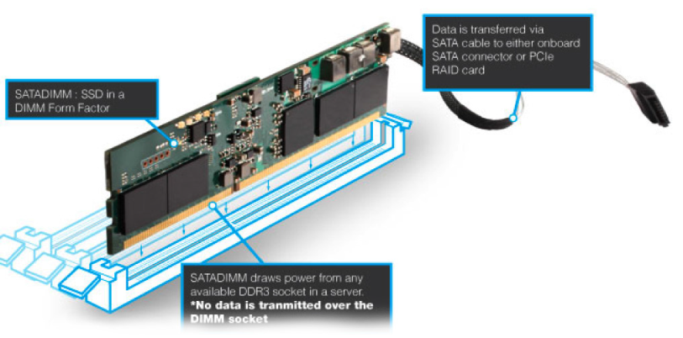 Data is transferred via
SATA cable to either onboard
SATA connector or PCIe
RAID card
SATADIMM : SSD in a
DIMM Form Factor
SATADIMM draws power from any
available DDR3 socket in a server.
*No data is tranmitted over the
DIMM socket